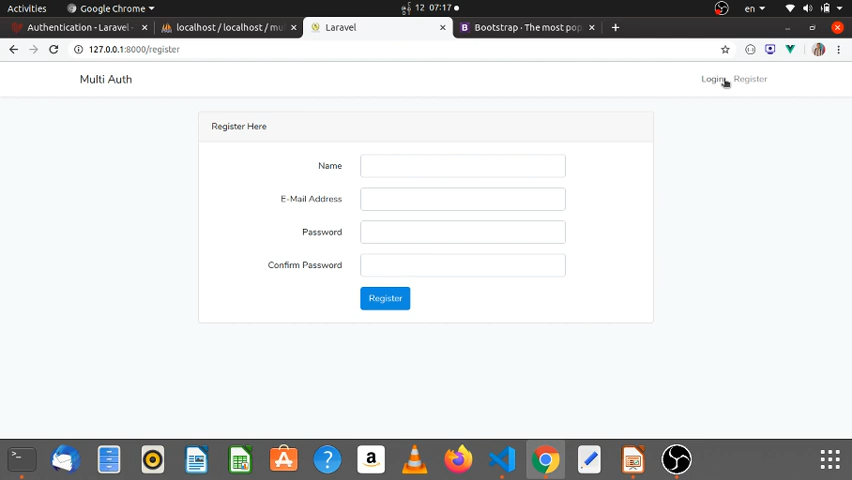 Activities
Google Chrome
12 07:17
en
Authentication - Laravel -
localhost / localhost / mu
Laravel
Bootstrap · The most pop
127.0.0.1:8000/register
Multi Auth
Login
Register
Register Here
Name
E-Mail Address
Password
Confirm Password
Register